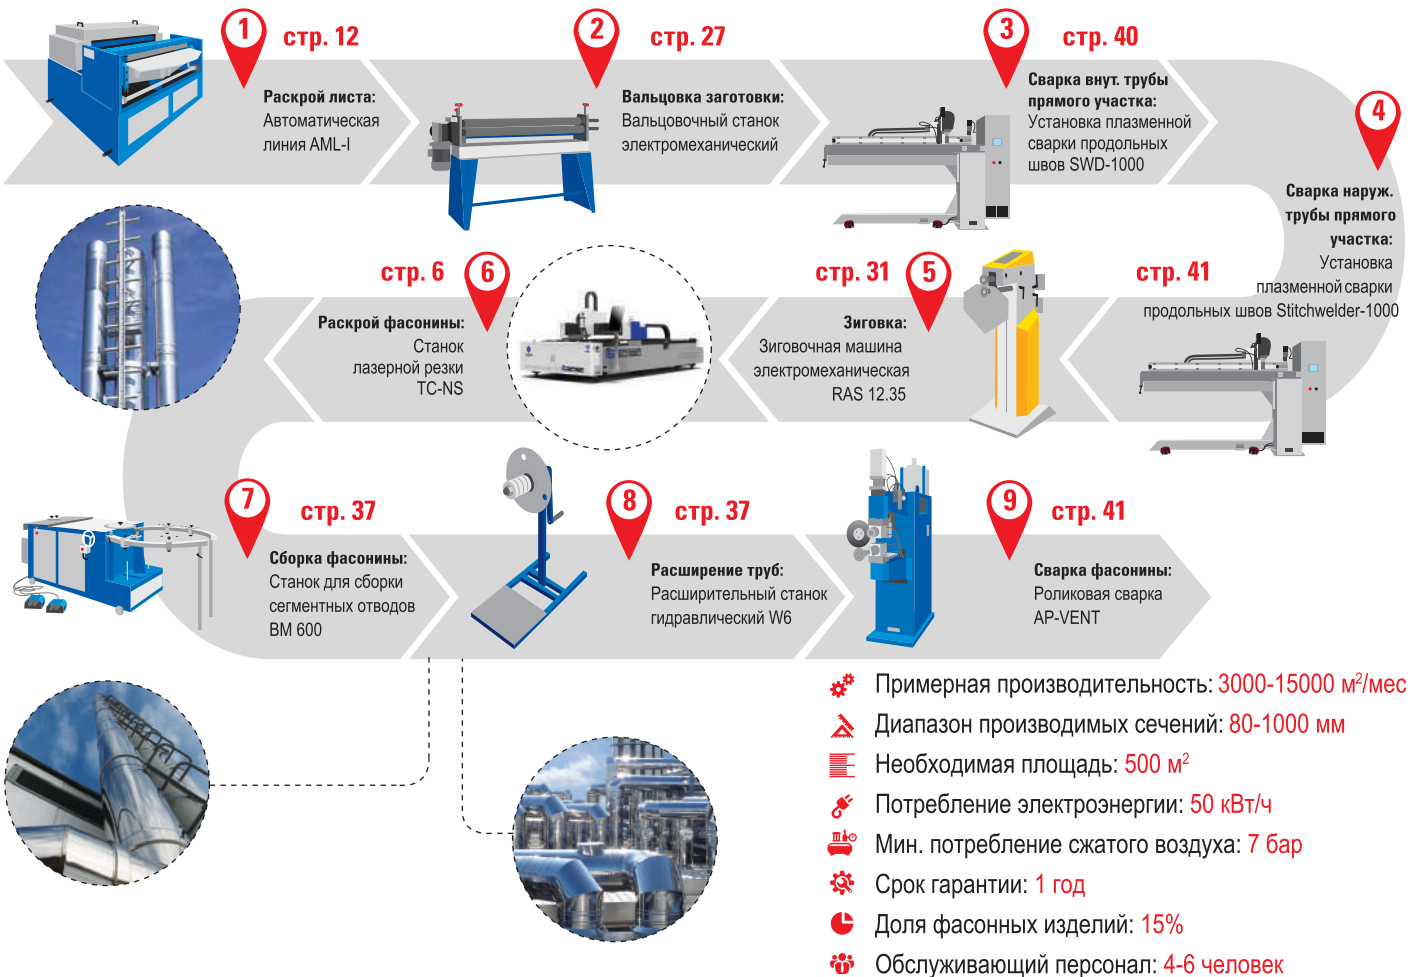 1
стр. 12
Раскрой листа:
Автоматическая
линия AML-I
2
стр. 27
Вальцовка заготовки:
Вальцовочный станок
электромеханический
3
стр. 40
Сварка внут. трубы
прямого участка:
Установка плазменной
сварки продольных
швов SWD-1000
4
Сварка наруж.
трубы прямого
участка:
Установка
плазменной сварки
продольных швов Stitchwelder-1000
стр. 41
5
стр. 31
Зиговка:
Зиговочная машина
электромеханическая
RAS 12.35
6
стр. 6
Раскрой фасонины:
Станок
лазерной резки
TC-NS
7
стр. 37
Сборка фасонины:
Станок для сборки
сегментных отводов
BM 600
8
стр. 37
Расширение труб:
Расширительный станок
гидравлический W6
9
стр. 41
Сварка фасонины:
Роликовая сварка
AP-VENT
Примерная производительность: 3000-15000 м²/мес
Диапазон производимых сечений: 80-1000 мм
Необходимая площадь: 500 м²
Потребление электроэнергии: 50 кВт/ч
Мин. потребление сжатого воздуха: 7 бар
Срок гарантии: 1 год
Доля фасонных изделий: 15%
Обслуживающий персонал: 4-6 человек